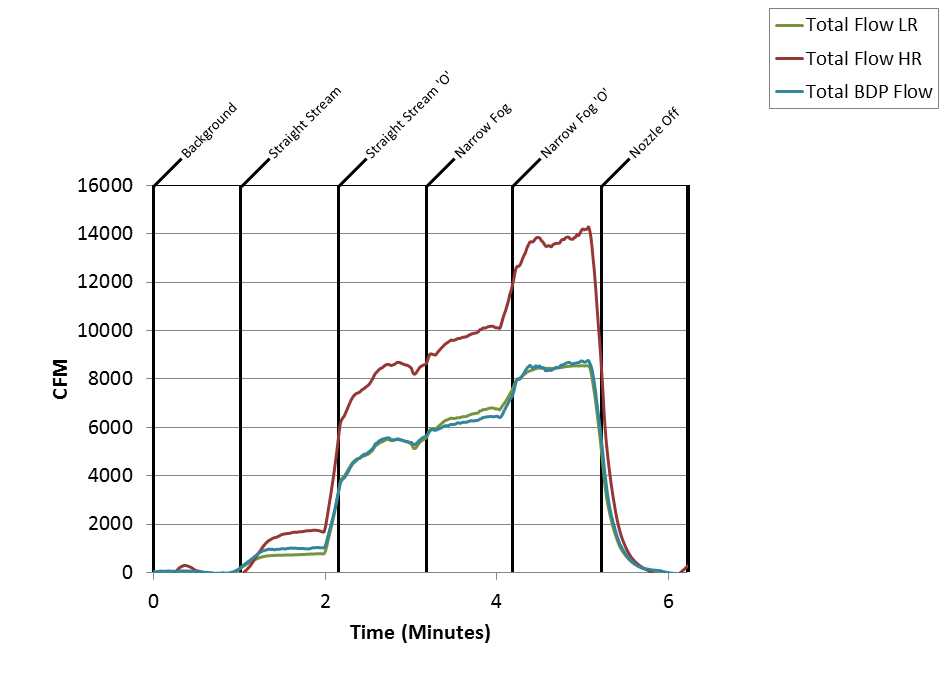 Total Flow LR
Total Flow HR
Total BDP Flow
Background
Straight Stream
Straight Stream 'O'
Narrow Fog
Narrow Fog 'O'
Nozzle Off
16000
14000
12000
10000
8000
6000
4000
2000
0
CFM
0 2 4 6
Time (Minutes)